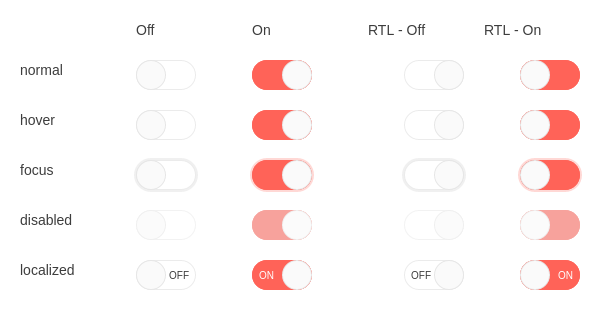 Off On RTL - Off RTL - On
normal
hover
focus
disabled
localized OFF ON OFF ON